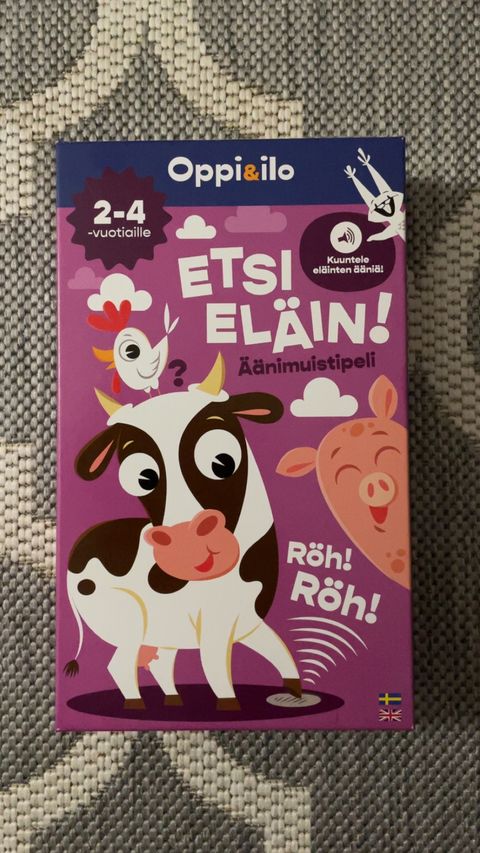 Oppi&ilo
2-4
-vuotiaille
Kuuntele
eläinten ääniä!
ETSI
ELÄIN!
Äänimuistipeli
?
Röh!
Röh!